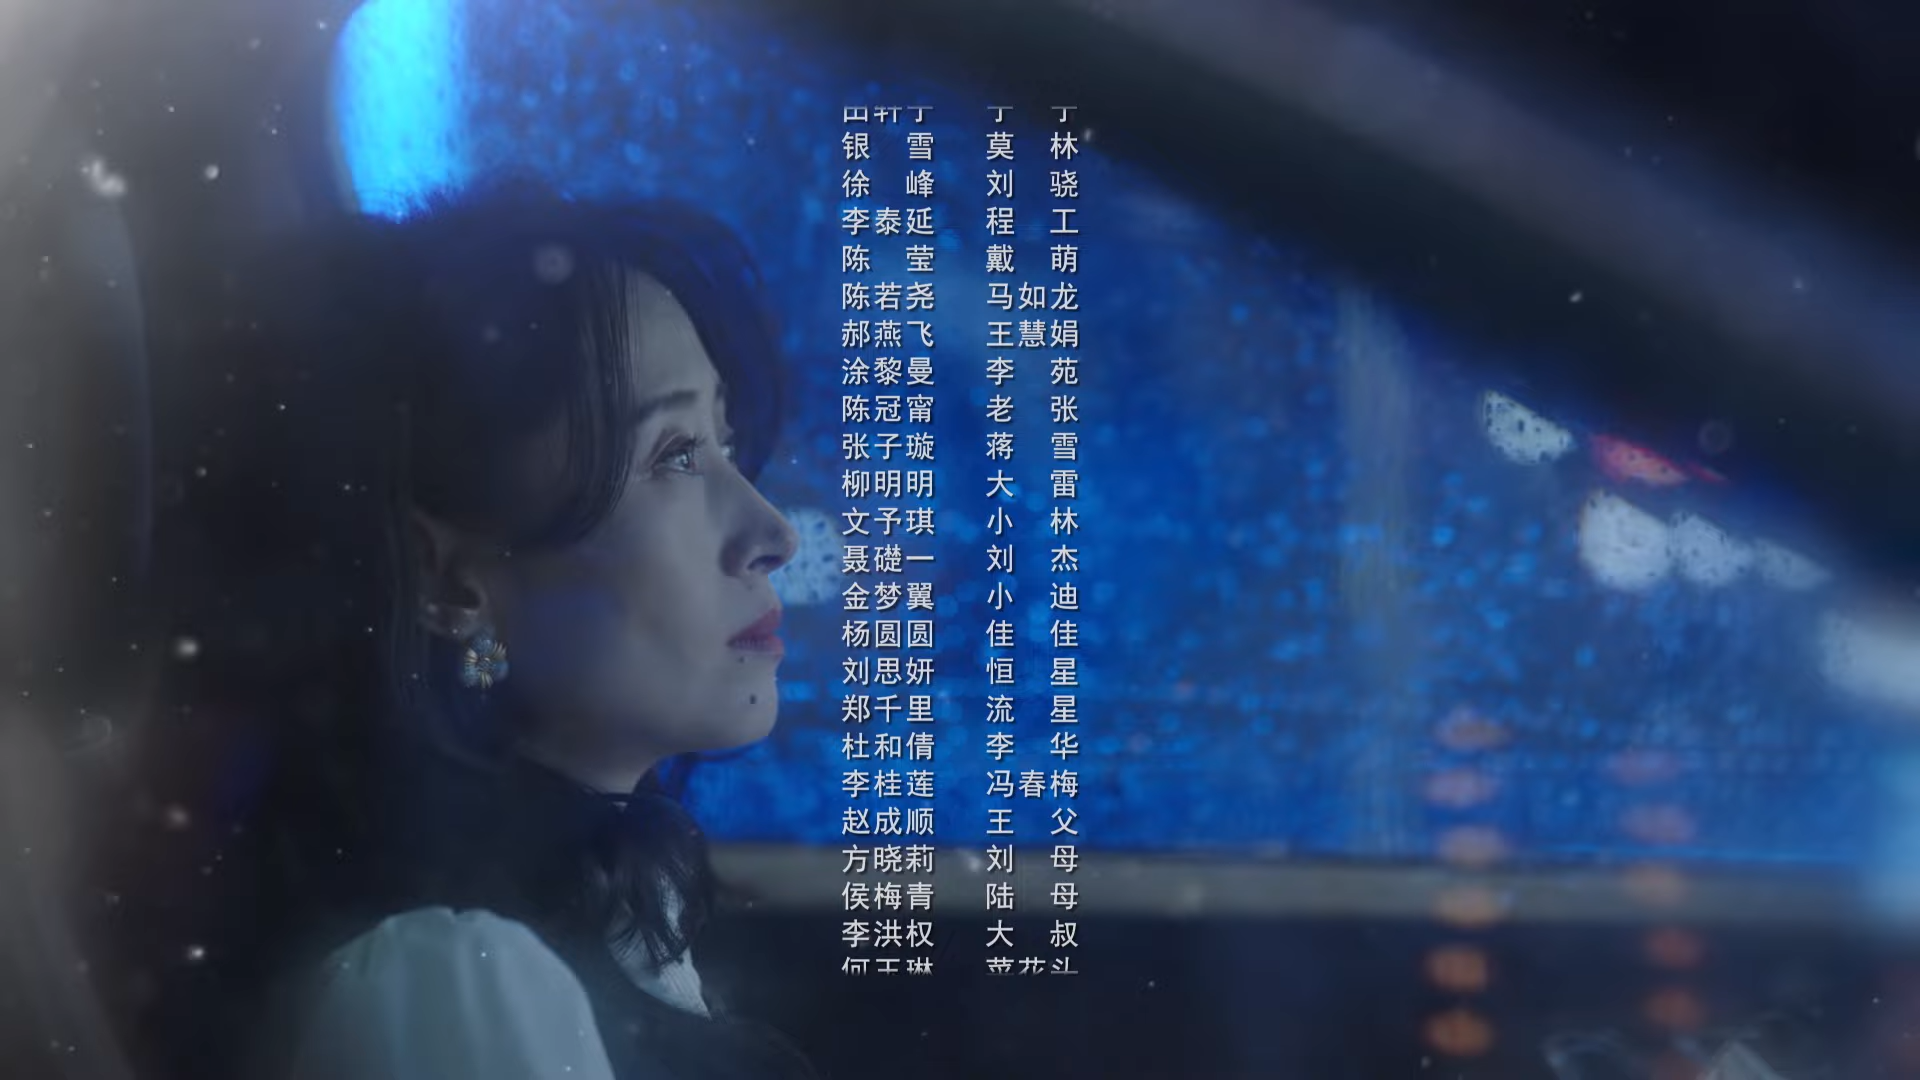 银 雪 莫 林
徐 峰 刘 骁
李泰延 程 工
陈 莹 戴 萌
陈若尧 马如龙
郝燕飞 王慧娟
涂黎曼 李 苑
陈冠甯 老 张
张子璇 蒋 雪
柳明明 大 雷
文予琪 小 林
聂礎一 刘 杰
金梦翼 小 迪
杨圆圆 佳 佳
刘思妍 恒 星
郑千里 流 星
杜和倩 李 华
李桂莲 冯春梅
赵成顺 王 父
方晓莉 刘 母
侯梅青 陆 母
李洪权 大 叔